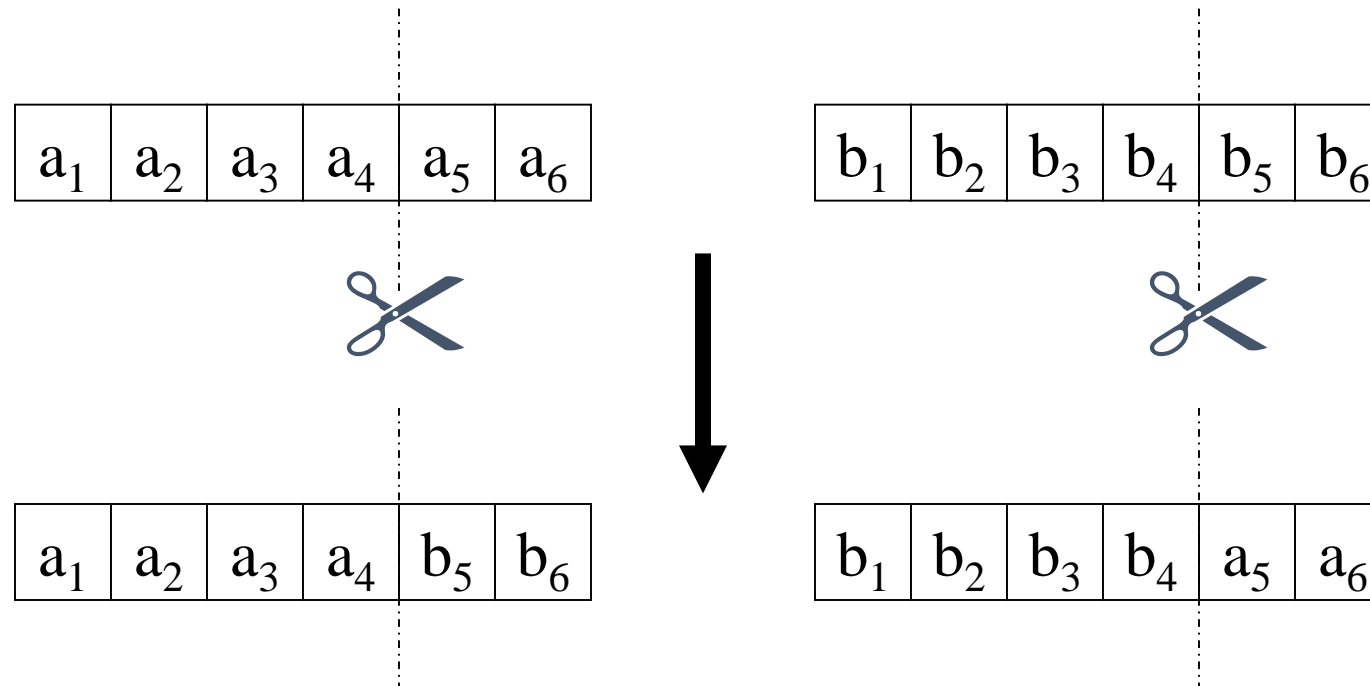 a₁ a₂ a₃ a₄ a₅ a₆ b₁ b₂ b₃ b₄ b₅ b₆
a₁ a₂ a₃ a₄ b₅ b₆ b₁ b₂ b₃ b₄ a₅ a₆